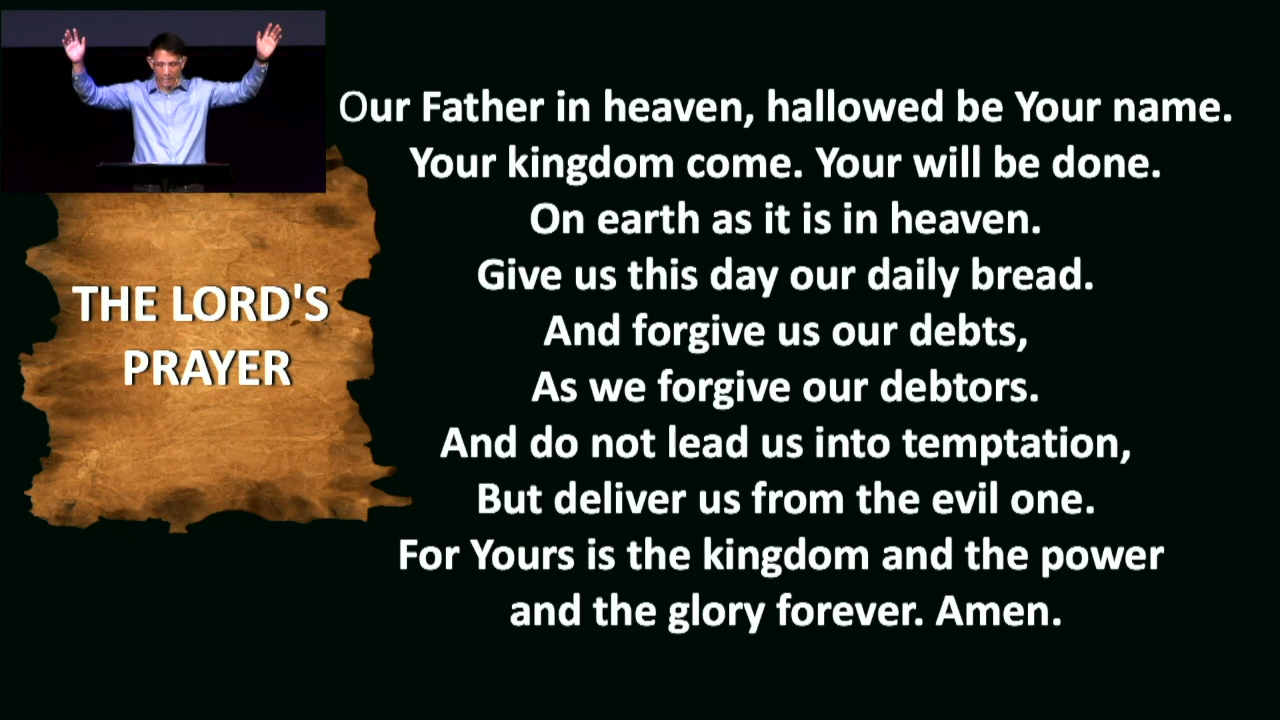 THE LORD'S
PRAYER
Our Father in heaven, hallowed be Your name.
Your kingdom come. Your will be done.
On earth as it is in heaven.
Give us this day our daily bread.
And forgive us our debts,
As we forgive our debtors.
And do not lead us into temptation,
But deliver us from the evil one.
For Yours is the kingdom and the power
and the glory forever. Amen.